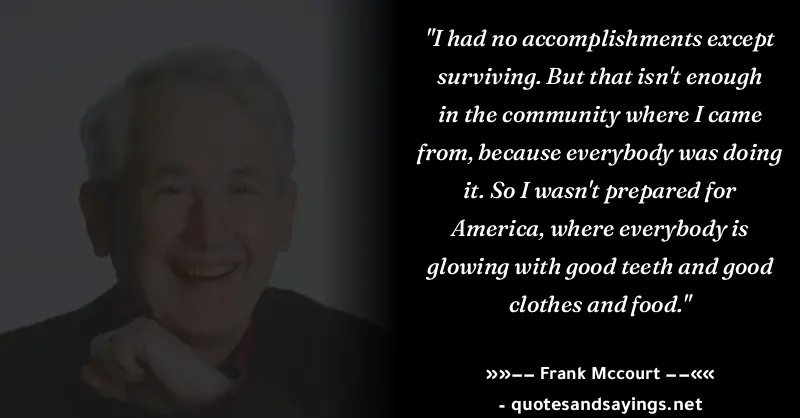 "I had no accomplishments except
surviving. But that isn't enough
in the community where I came
from, because everybody was doing
it. So I wasn't prepared for
America, where everybody is
glowing with good teeth and good
clothes and food."
»»−− Frank Mccourt −−««
- quotesandsayings.net